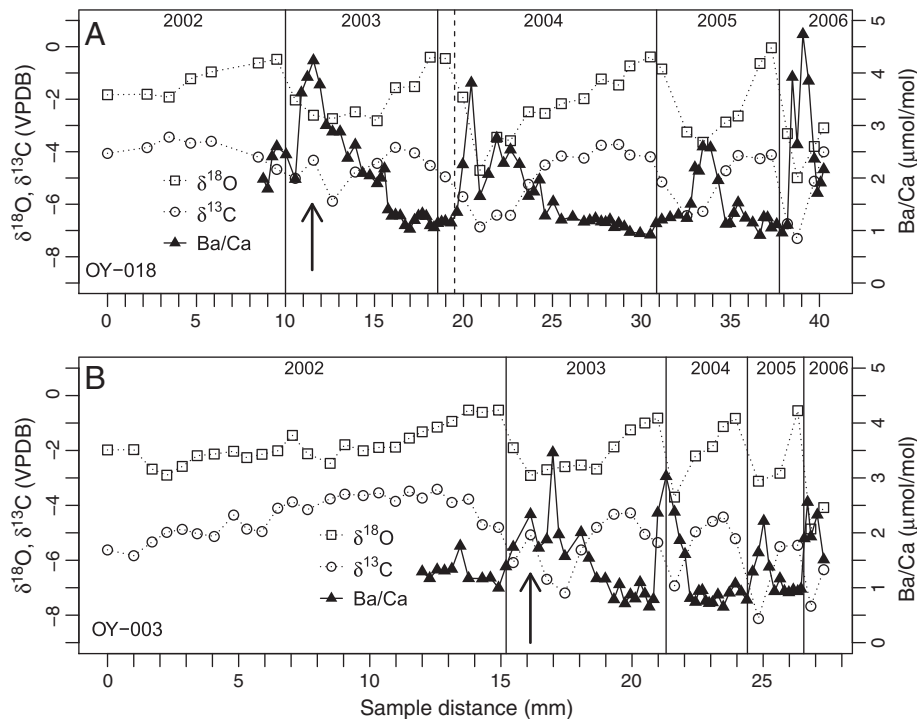 A
2002 2003 2004 2005 2006
δ18O, δ13C (VPDB)
0
-2
-4
-6
-8
Ba/Ca (μmol/mol)
5
4
3
2
1
0
δ18O
δ13C
Ba/Ca
OY-018
0 5 10 15 20 25 30 35 40
B
2002 2003 2004 2005 2006
δ18O, δ13C (VPDB)
0
-2
-4
-6
-8
Ba/Ca (μmol/mol)
5
4
3
2
1
0
δ18O
δ13C
Ba/Ca
OY-003
0 5 10 15 20 25
Sample distance (mm)